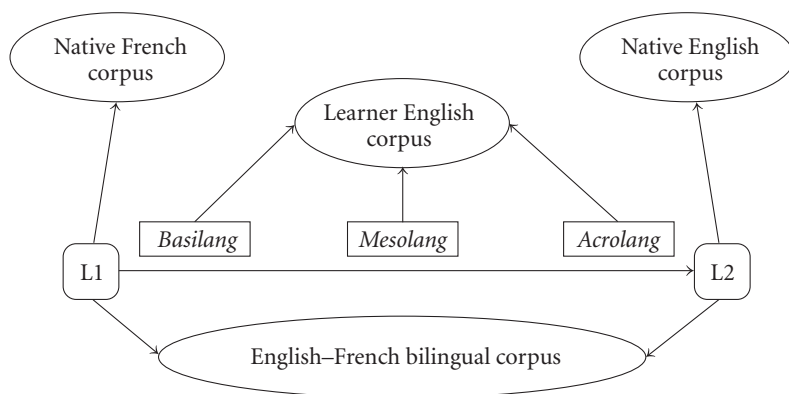 Native French
corpus
Native English
corpus
Learner English
corpus
Basilang
Mesolang
Acrolang
L1
L2
English–French bilingual corpus